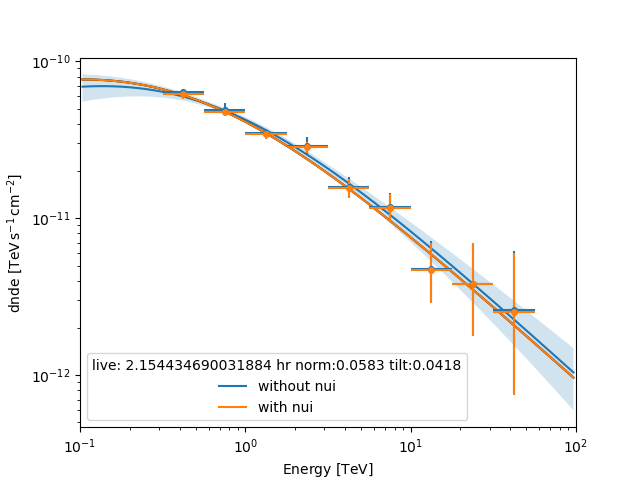 10⁻¹⁰
10⁻¹¹
10⁻¹²
dnde [TeV s⁻¹ cm⁻²]
live: 2.154434690031884 hr norm:0.0583 tilt:0.0418
without nui
with nui
10⁻¹ 10⁰ 10¹ 10²
Energy [TeV]